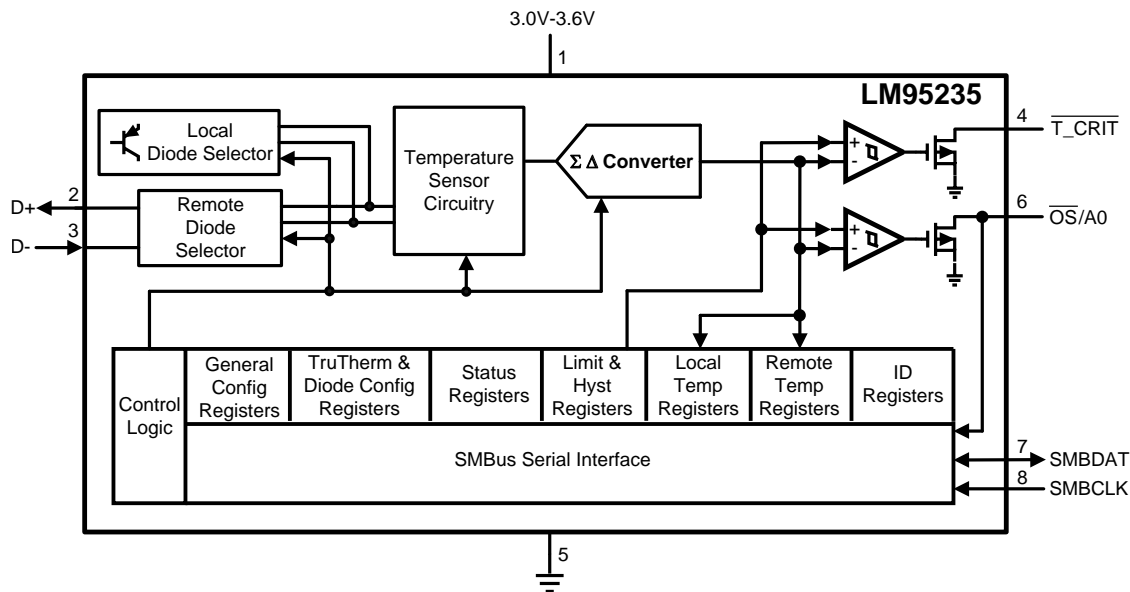 3.0V-3.6V
1
LM95235
4
T_CRIT
Local
Diode Selector
Temperature
Sensor
Circuitry
Σ Δ Converter
+
-
2
D+
Remote
Diode
Selector
3
D-
6
OS/A0
+
-
Control
Logic
General
Config
Registers
TruTherm &
Diode Config
Registers
Status
Registers
Limit &
Hyst
Registers
Local
Temp
Registers
Remote
Temp
Registers
ID
Registers
SMBus Serial Interface
7
SMBDAT
8
SMBCLK
5